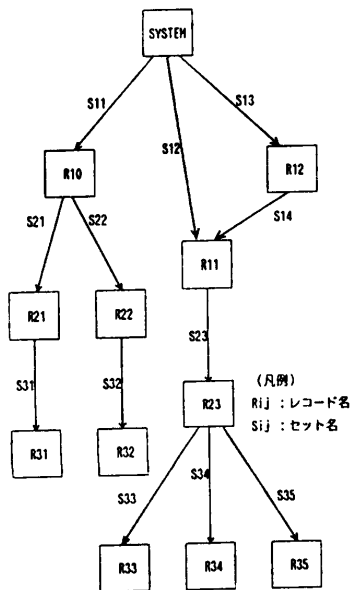 SYSTEM
S11
S12
S13
R10
R12
S14
S21
S22
R11
R21
R22
S23
S31
S32
R23
(凡例)
Rij : レコード名
Sij : セット名
R31
R32
S33
S34
S35
R33
R34
R35